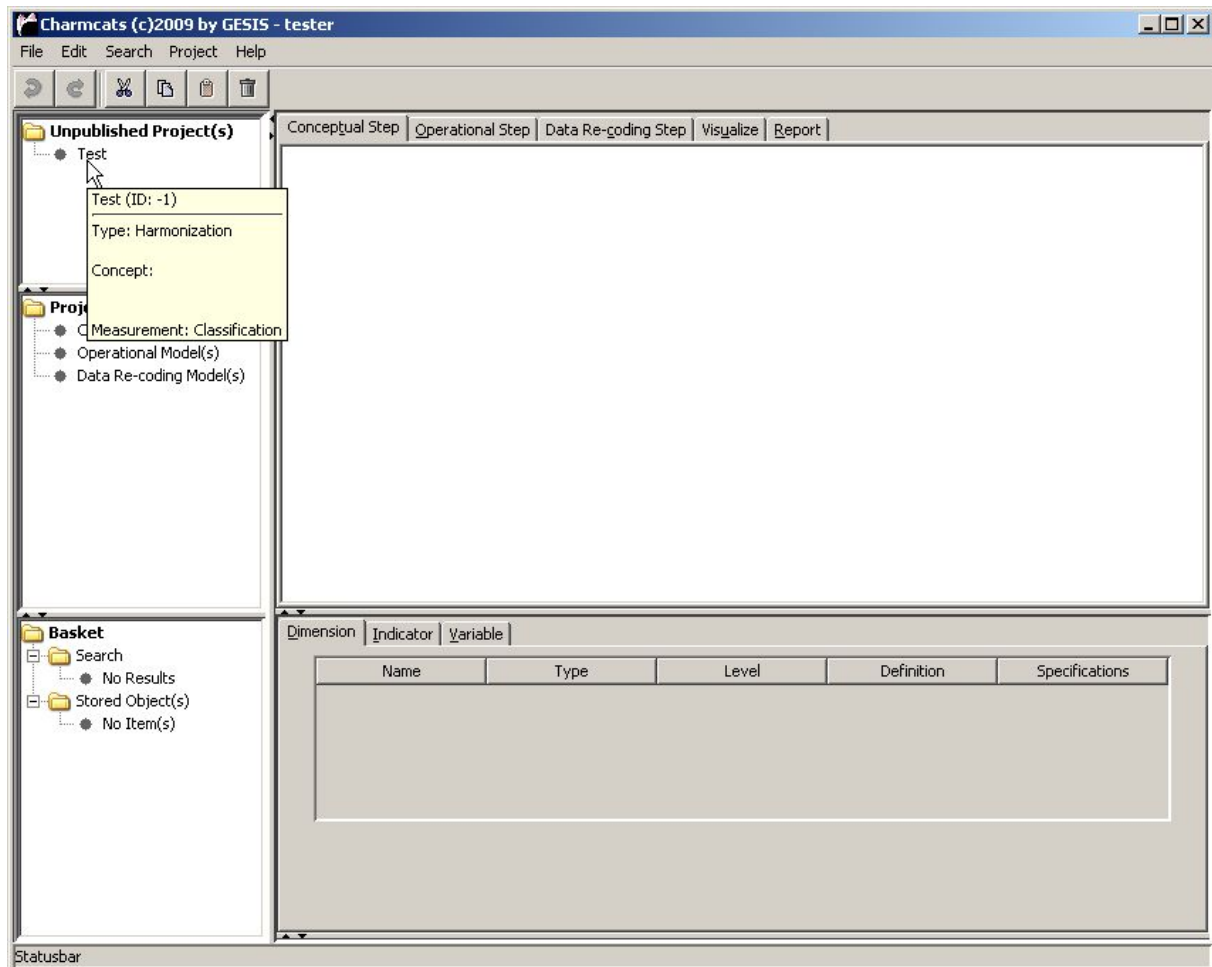 Charmcats (c)2009 by GESIS - tester
File Edit Search Project Help
Unpublished Project(s)
Test
Test (ID: -1)
Type: Harmonization
Concept:
Measurement: Classification
Operational Model(s)
Data Re-coding Model(s)
Basket
Search
No Results
Stored Object(s)
No Item(s)
Conceptual Step Operational Step Data Re-coding Step Visualize Report
Dimension Indicator Variable
Name Type Level Definition Specifications
Statusbar